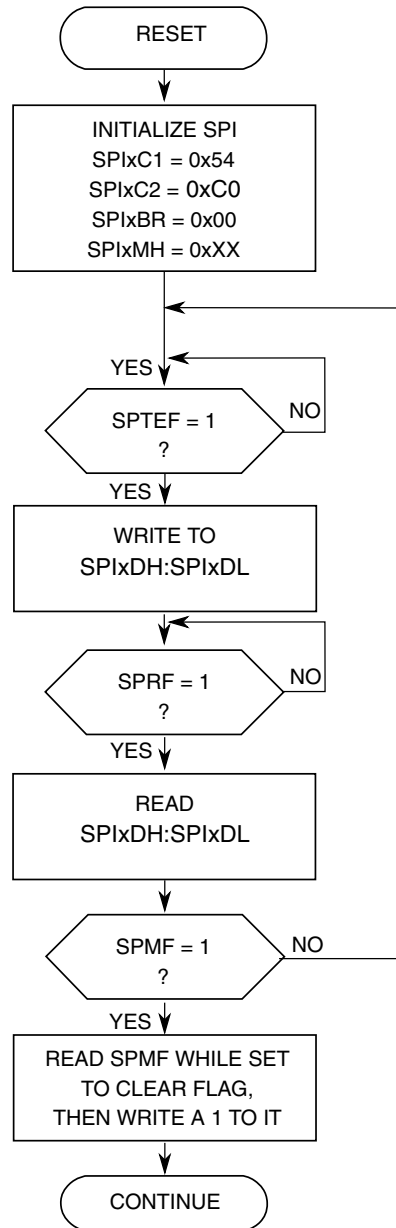 RESET
INITIALIZE SPI
SPIxC1 = 0x54
SPIxC2 = 0xC0
SPIxBR = 0x00
SPIxMH = 0xXX
YES
SPTEF = 1
?
NO
YES
WRITE TO
SPIxDH:SPIxDL
SPRF = 1
?
NO
YES
READ
SPIxDH:SPIxDL
SPMF = 1
?
NO
YES
READ SPMF WHILE SET
TO CLEAR FLAG,
THEN WRITE A 1 TO IT
CONTINUE